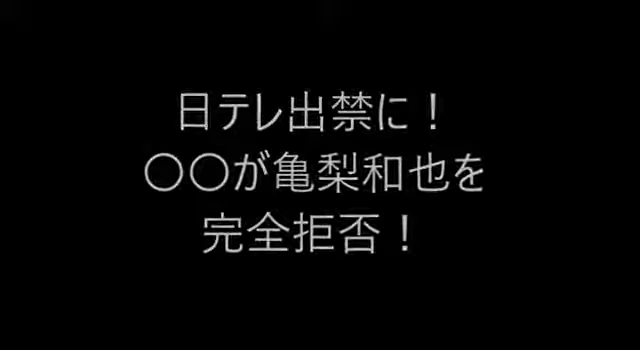 日テレ出禁に！
〇〇が亀梨和也を
完全拒否！